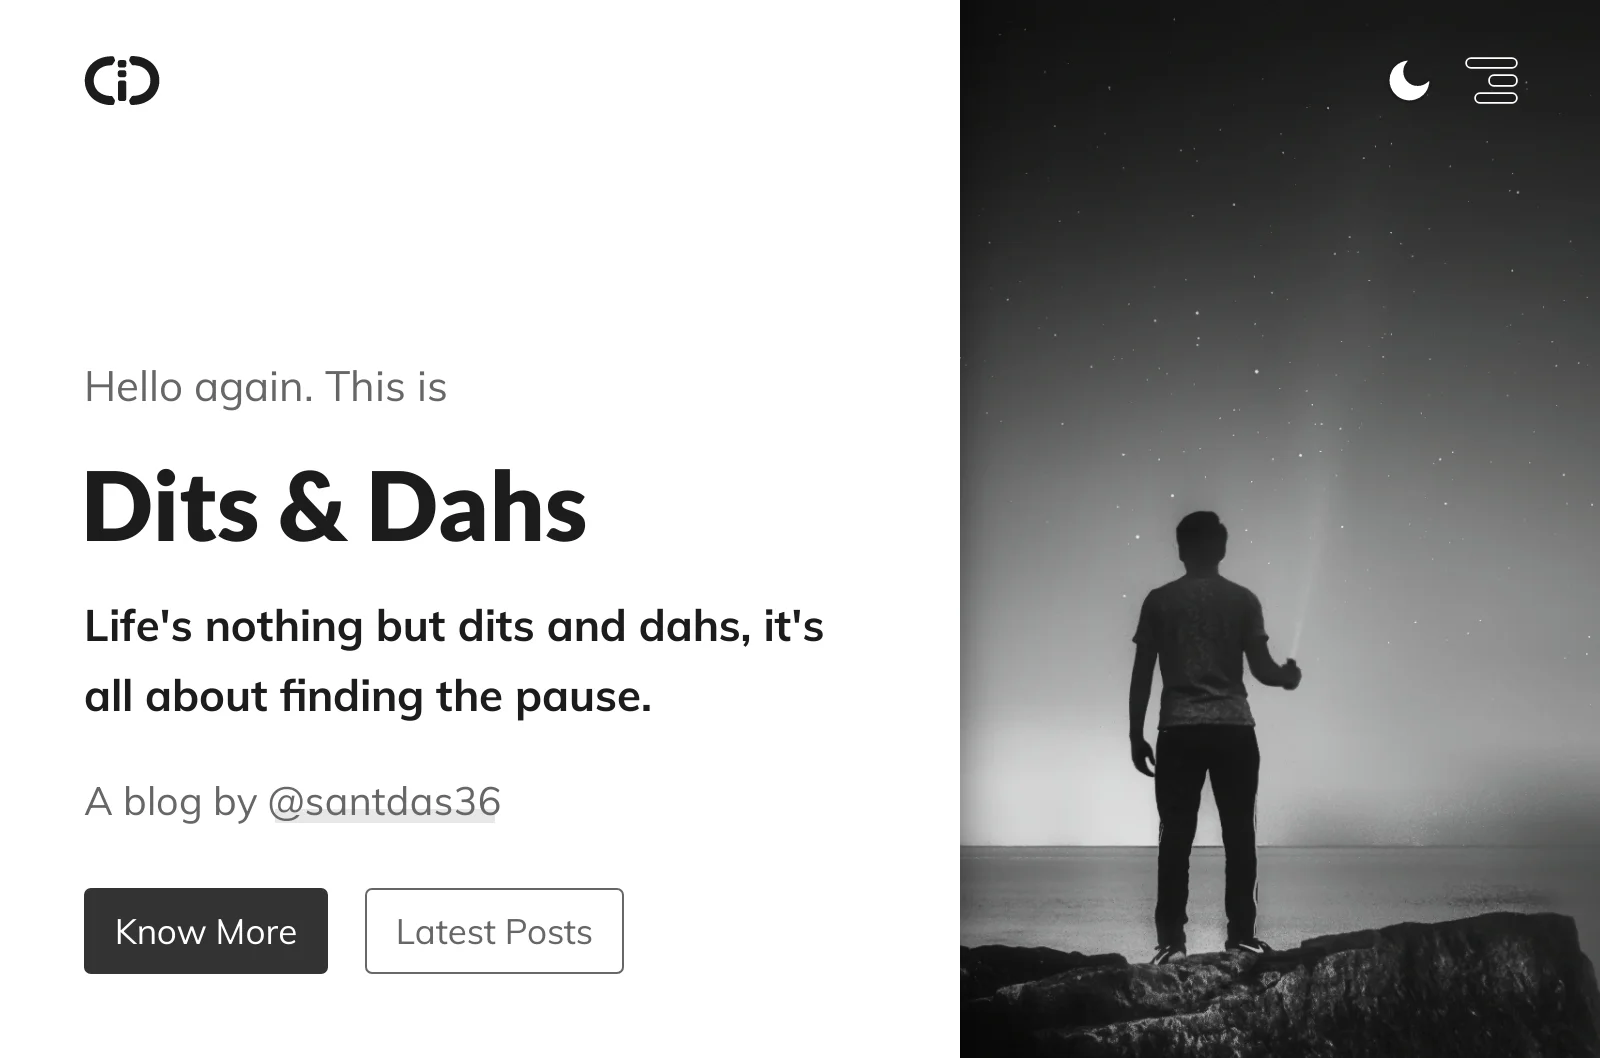 Hello again. This is
Dits & Dahs
Life's nothing but dits and dahs, it's
all about finding the pause.
A blog by @santdas36
Know More
Latest Posts